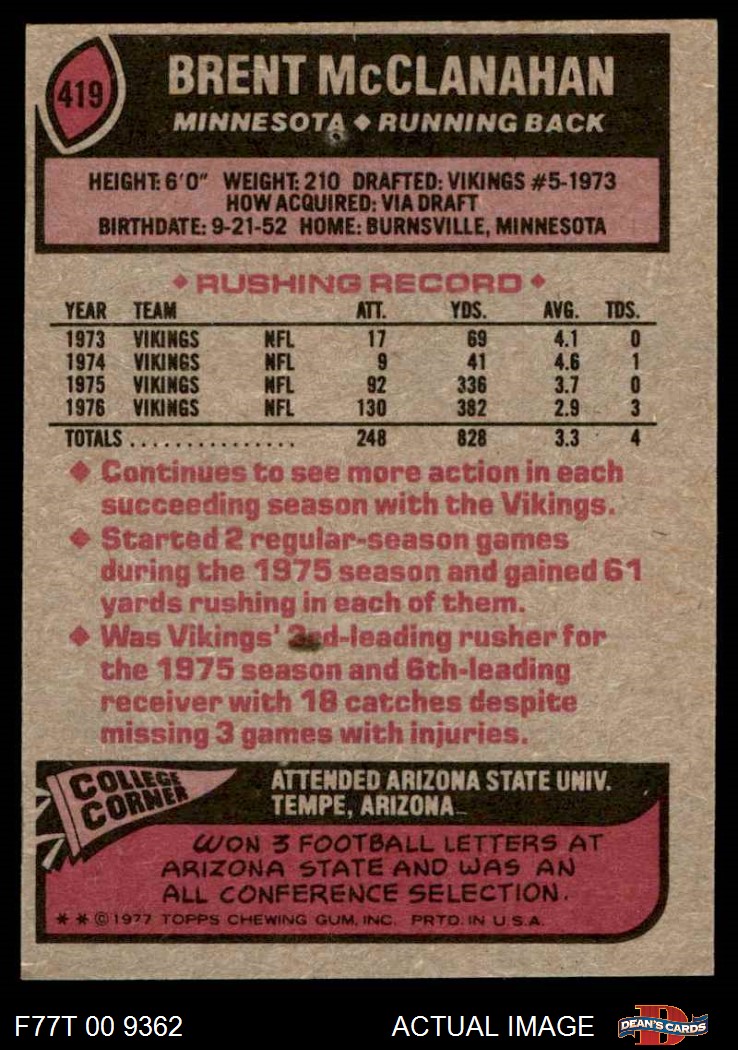 419
BRENT McCLANAHAN
MINNESOTA ◆ RUNNING BACK
HEIGHT: 6'0" WEIGHT: 210 DRAFTED: VIKINGS #5-1973
HOW ACQUIRED: VIA DRAFT
BIRTHDATE: 9-21-52 HOME: BURNSVILLE, MINNESOTA
◆ RUSHING RECORD ◆
YEAR TEAM ATT. YDS. AVG. TDS.
1973 VIKINGS NFL 17 69 4.1 0
1974 VIKINGS NFL 9 41 4.6 1
1975 VIKINGS NFL 92 336 3.7 0
1976 VIKINGS NFL 130 382 2.9 3
TOTALS . . . . . . . . . . . . . . . 248 828 3.3 4
◆ Continues to see more action in each
succeeding season with the Vikings.
◆ Started 2 regular-season games
during the 1975 season and gained 61
yards rushing in each of them.
◆ Was Vikings' 3rd-leading rusher for
the 1975 season and 6th-leading
receiver with 18 catches despite
missing 3 games with injuries.
COLLEGE
CORNER
ATTENDED ARIZONA STATE UNIV.
TEMPE, ARIZONA
WON 3 FOOTBALL LETTERS AT
ARIZONA STATE AND WAS AN
ALL CONFERENCE SELECTION.
* * © 1977 TOPPS CHEWING GUM, INC. PRTD. IN U.S.A.
F77T 00 9362 ACTUAL IMAGE D DEAN'S CARDS